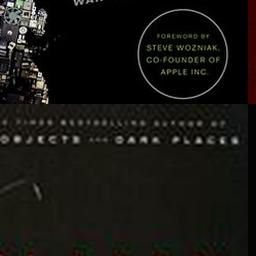 FOREWORD BY
STEVE WOZNIAK,
CO-FOUNDER OF
APPLE INC.
TIMES BESTSELLING AUTHOR OF
OBJECTS AND DARK PLACES